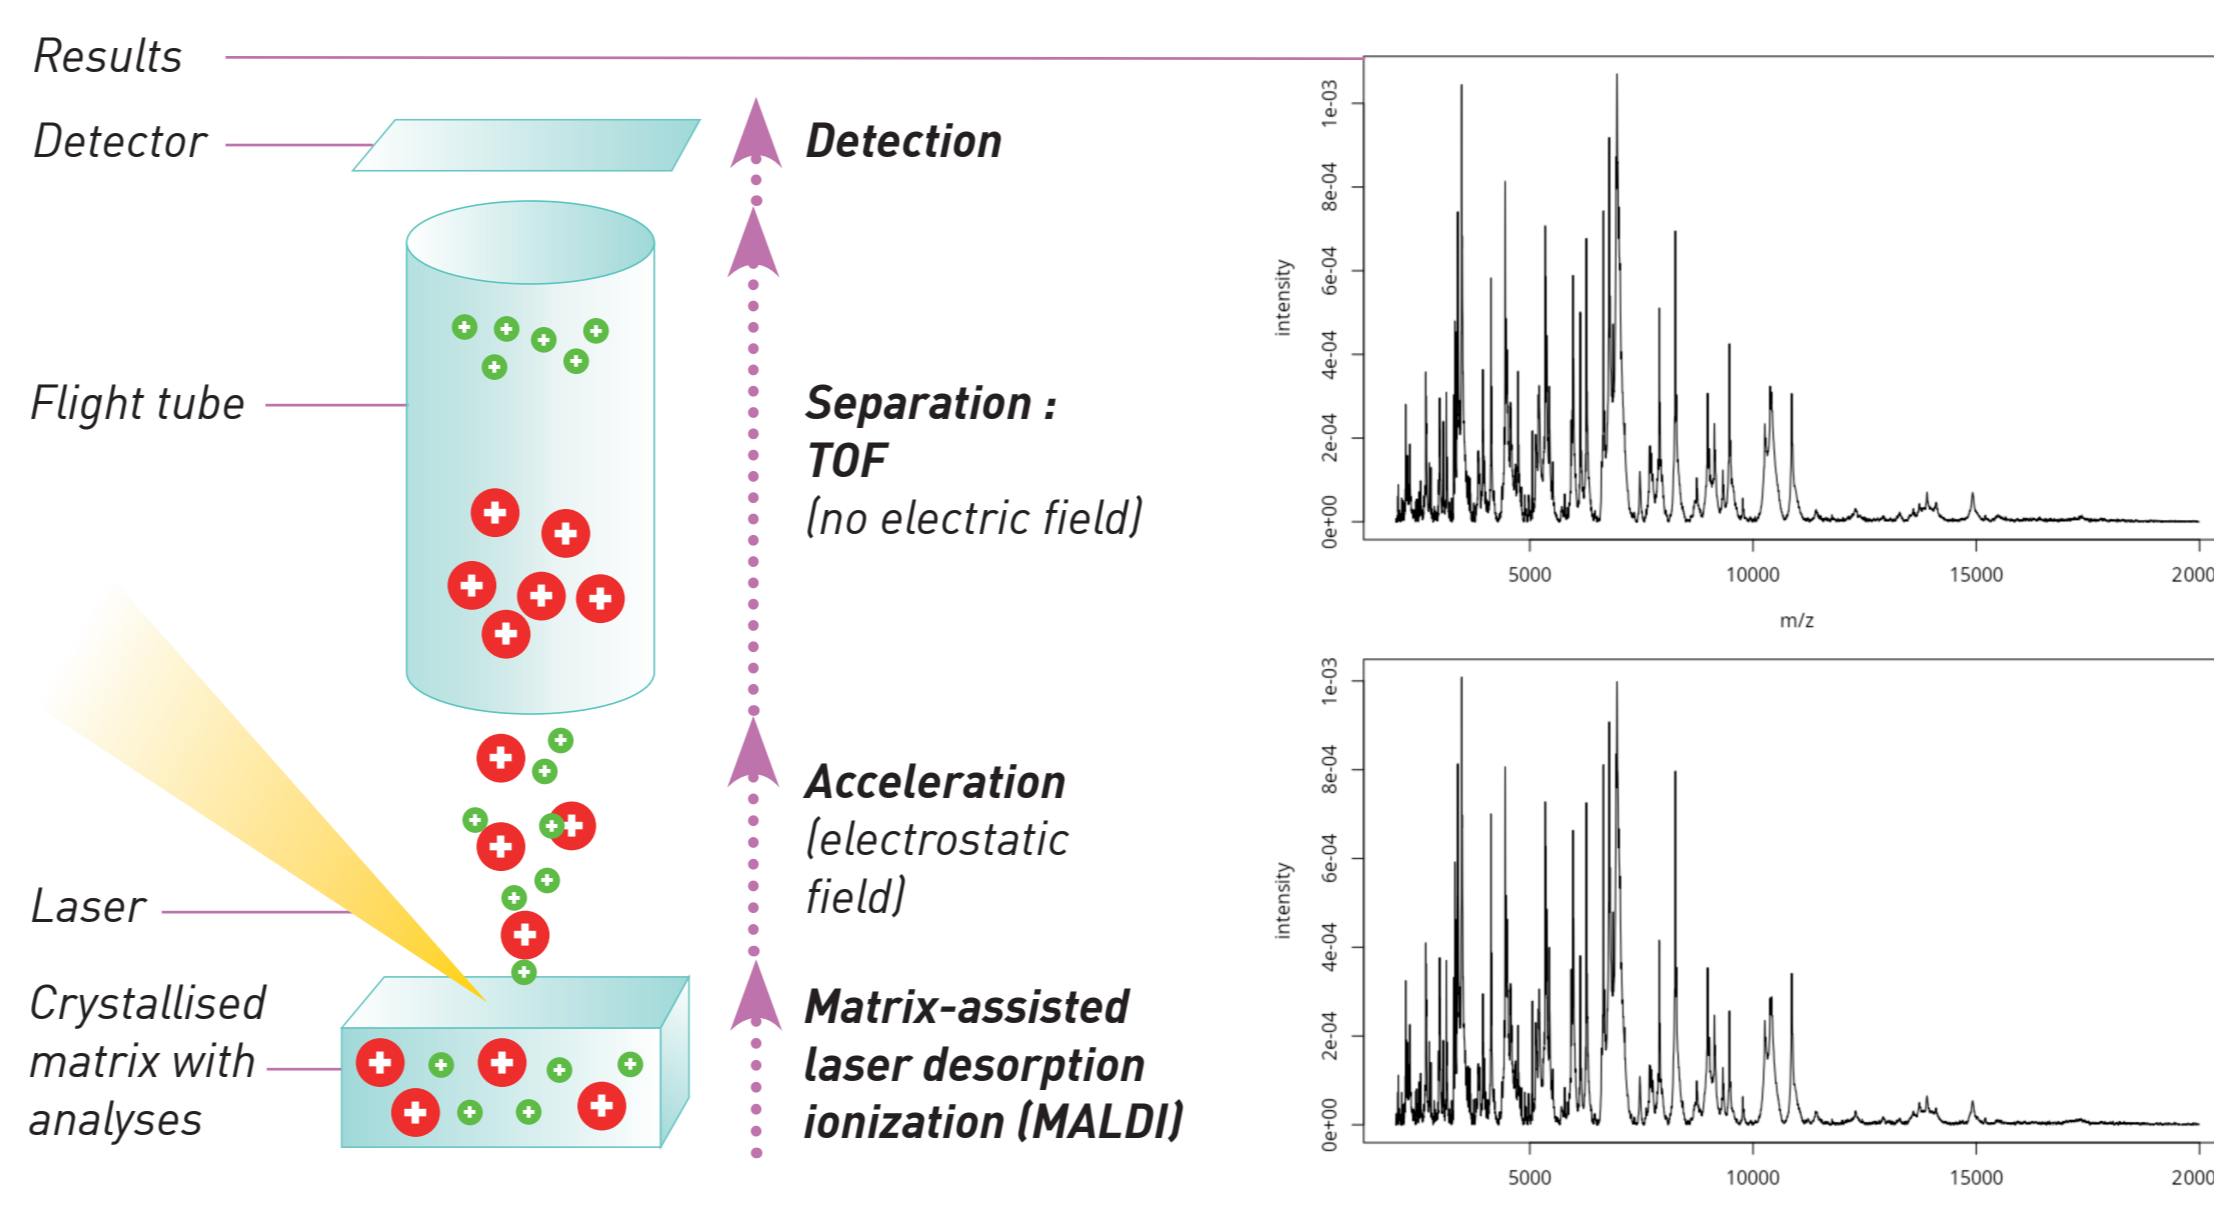 Results
Detector
Flight tube
Laser
Crystallised
matrix with
analyses
Detection
Separation :
TOF
(no electric field)
Acceleration
(electrostatic
field)
Matrix-assisted
laser desorption
ionization (MALDI)
intensity
1e-03
8e-04
6e-04
4e-04
2e-04
0e+00
5000
10000
15000
2000
m/z
intensity
1e-03
8e-04
6e-04
4e-04
2e-04
0e+00
5000
10000
15000
2000